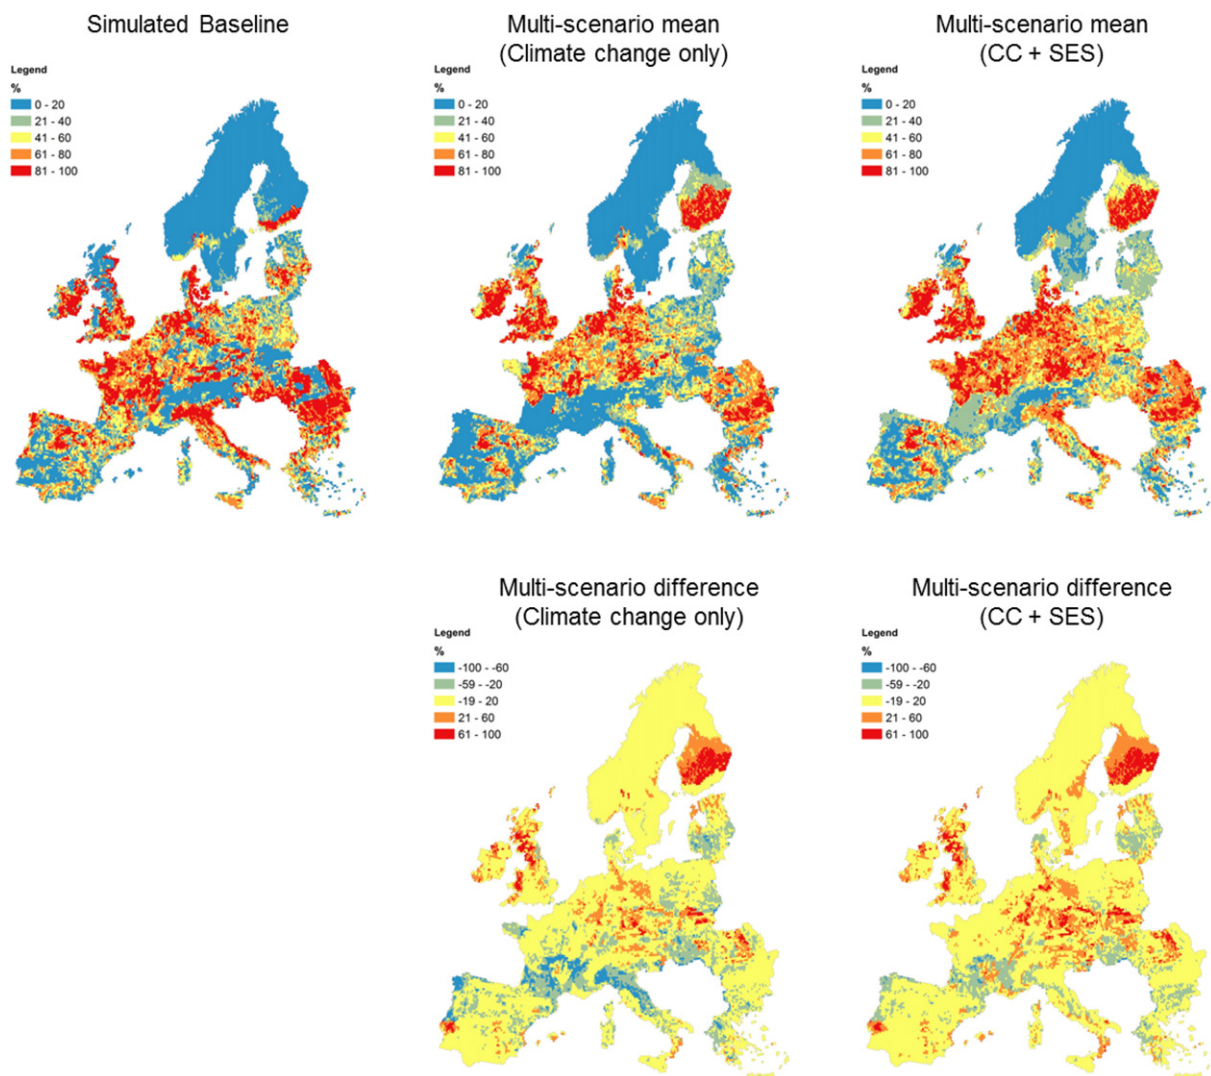 Simulated Baseline
Legend
%
0 - 20
21 - 40
41 - 60
61 - 80
81 - 100
Multi-scenario mean
(Climate change only)
Legend
%
0 - 20
21 - 40
41 - 60
61 - 80
81 - 100
Multi-scenario mean
(CC + SES)
Legend
%
0 - 20
21 - 40
41 - 60
61 - 80
81 - 100
Multi-scenario difference
(Climate change only)
Legend
%
-100 - -60
-59 - -20
-19 - 20
21 - 60
61 - 100
Multi-scenario difference
(CC + SES)
Legend
%
-100 - -60
-59 - -20
-19 - 20
21 - 60
61 - 100